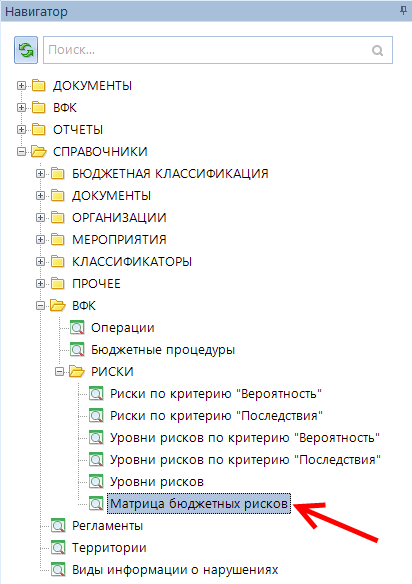 Навигатор
Поиск...
ДОКУМЕНТЫ
ВФК
ОТЧЕТЫ
СПРАВОЧНИКИ
БЮДЖЕТНАЯ КЛАССИФИКАЦИЯ
ДОКУМЕНТЫ
ОРГАНИЗАЦИИ
МЕРОПРИЯТИЯ
КЛАССИФИКАТОРЫ
ПРОЧЕЕ
ВФК
Операции
Бюджетные процедуры
РИСКИ
Риски по критерию "Вероятность"
Риски по критерию "Последствия"
Уровни рисков по критерию "Вероятность"
Уровни рисков по критерию "Последствия"
Уровни рисков
Матрица бюджетных рисков
Регламенты
Территории
Виды информации о нарушениях